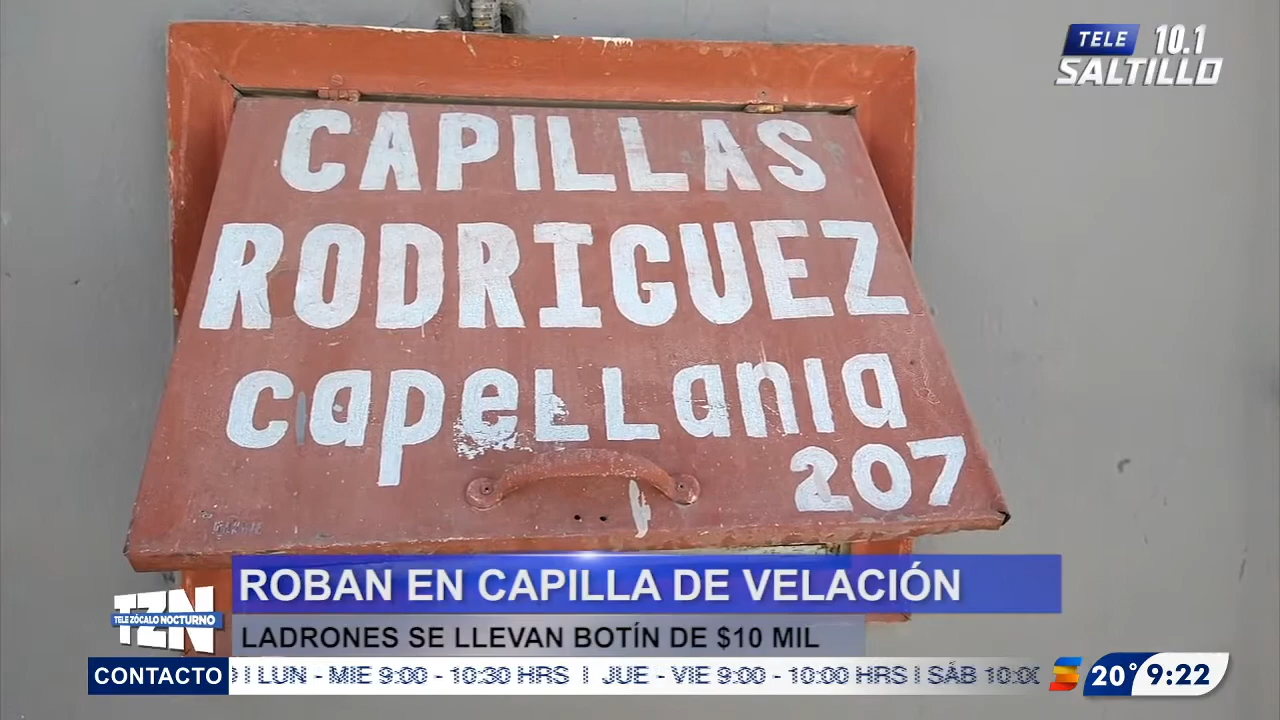 TELE 10.1
SALTILLO
CAPILLAS
RODRIGUEZ
capeLLania
207
ROBAN EN CAPILLA DE VELACIÓN
TZN
TELE ZÓCALO NOCTURNO
LADRONES SE LLEVAN BOTÍN DE $10 MIL
CONTACTO
| LUN - MIE 9:00 - 10:30 HRS | JUE - VIE 9:00 - 10:00 HRS | SÁB 10:00
20° 9:22